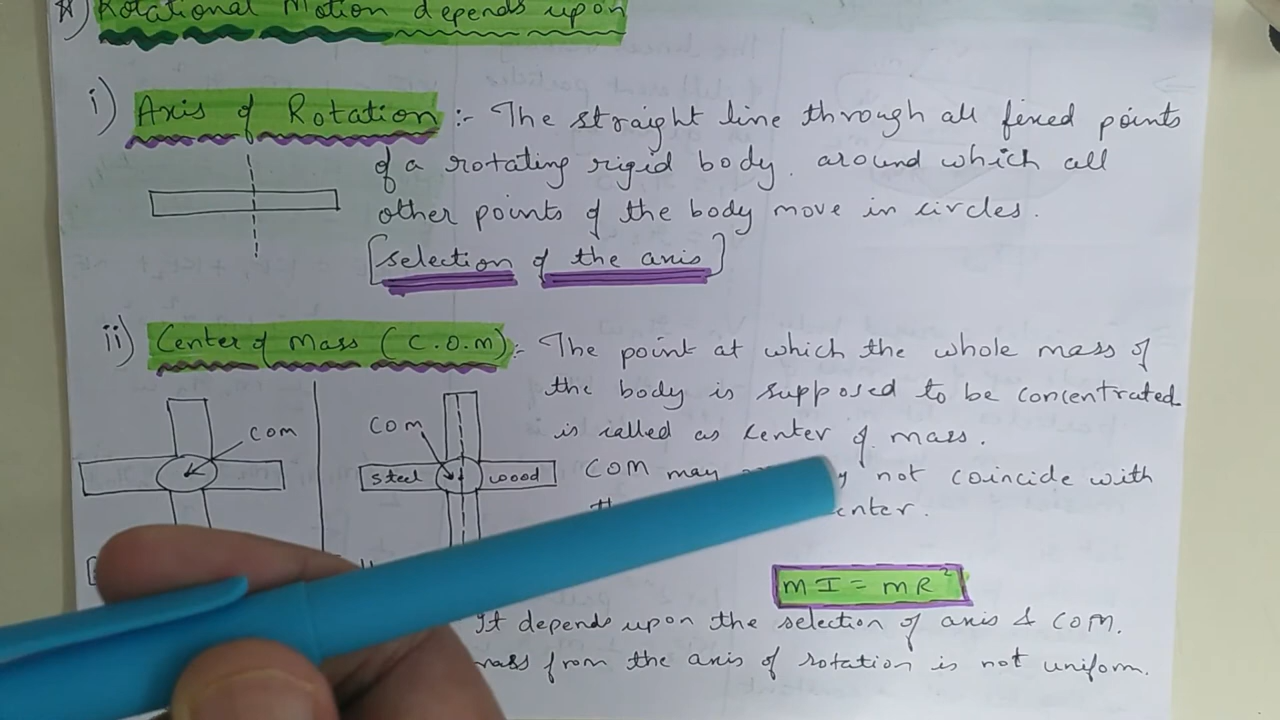 *) Rotational Motion depends upon
i) Axis of Rotation :- The straight line through all fixed points
of a rotating rigid body. around which all
other points of the body move in circles.
[selection of the axis]
ii) Center of Mass (C.O.M) :- The point at which the whole mass of
the body is supposed to be concentrated
is called as center of mass.
COM may not coincide with
COM
COM
steel
wood
MI = MR²
It depends upon the selection of axis & COM.
mass from the axis of rotation is not uniform.